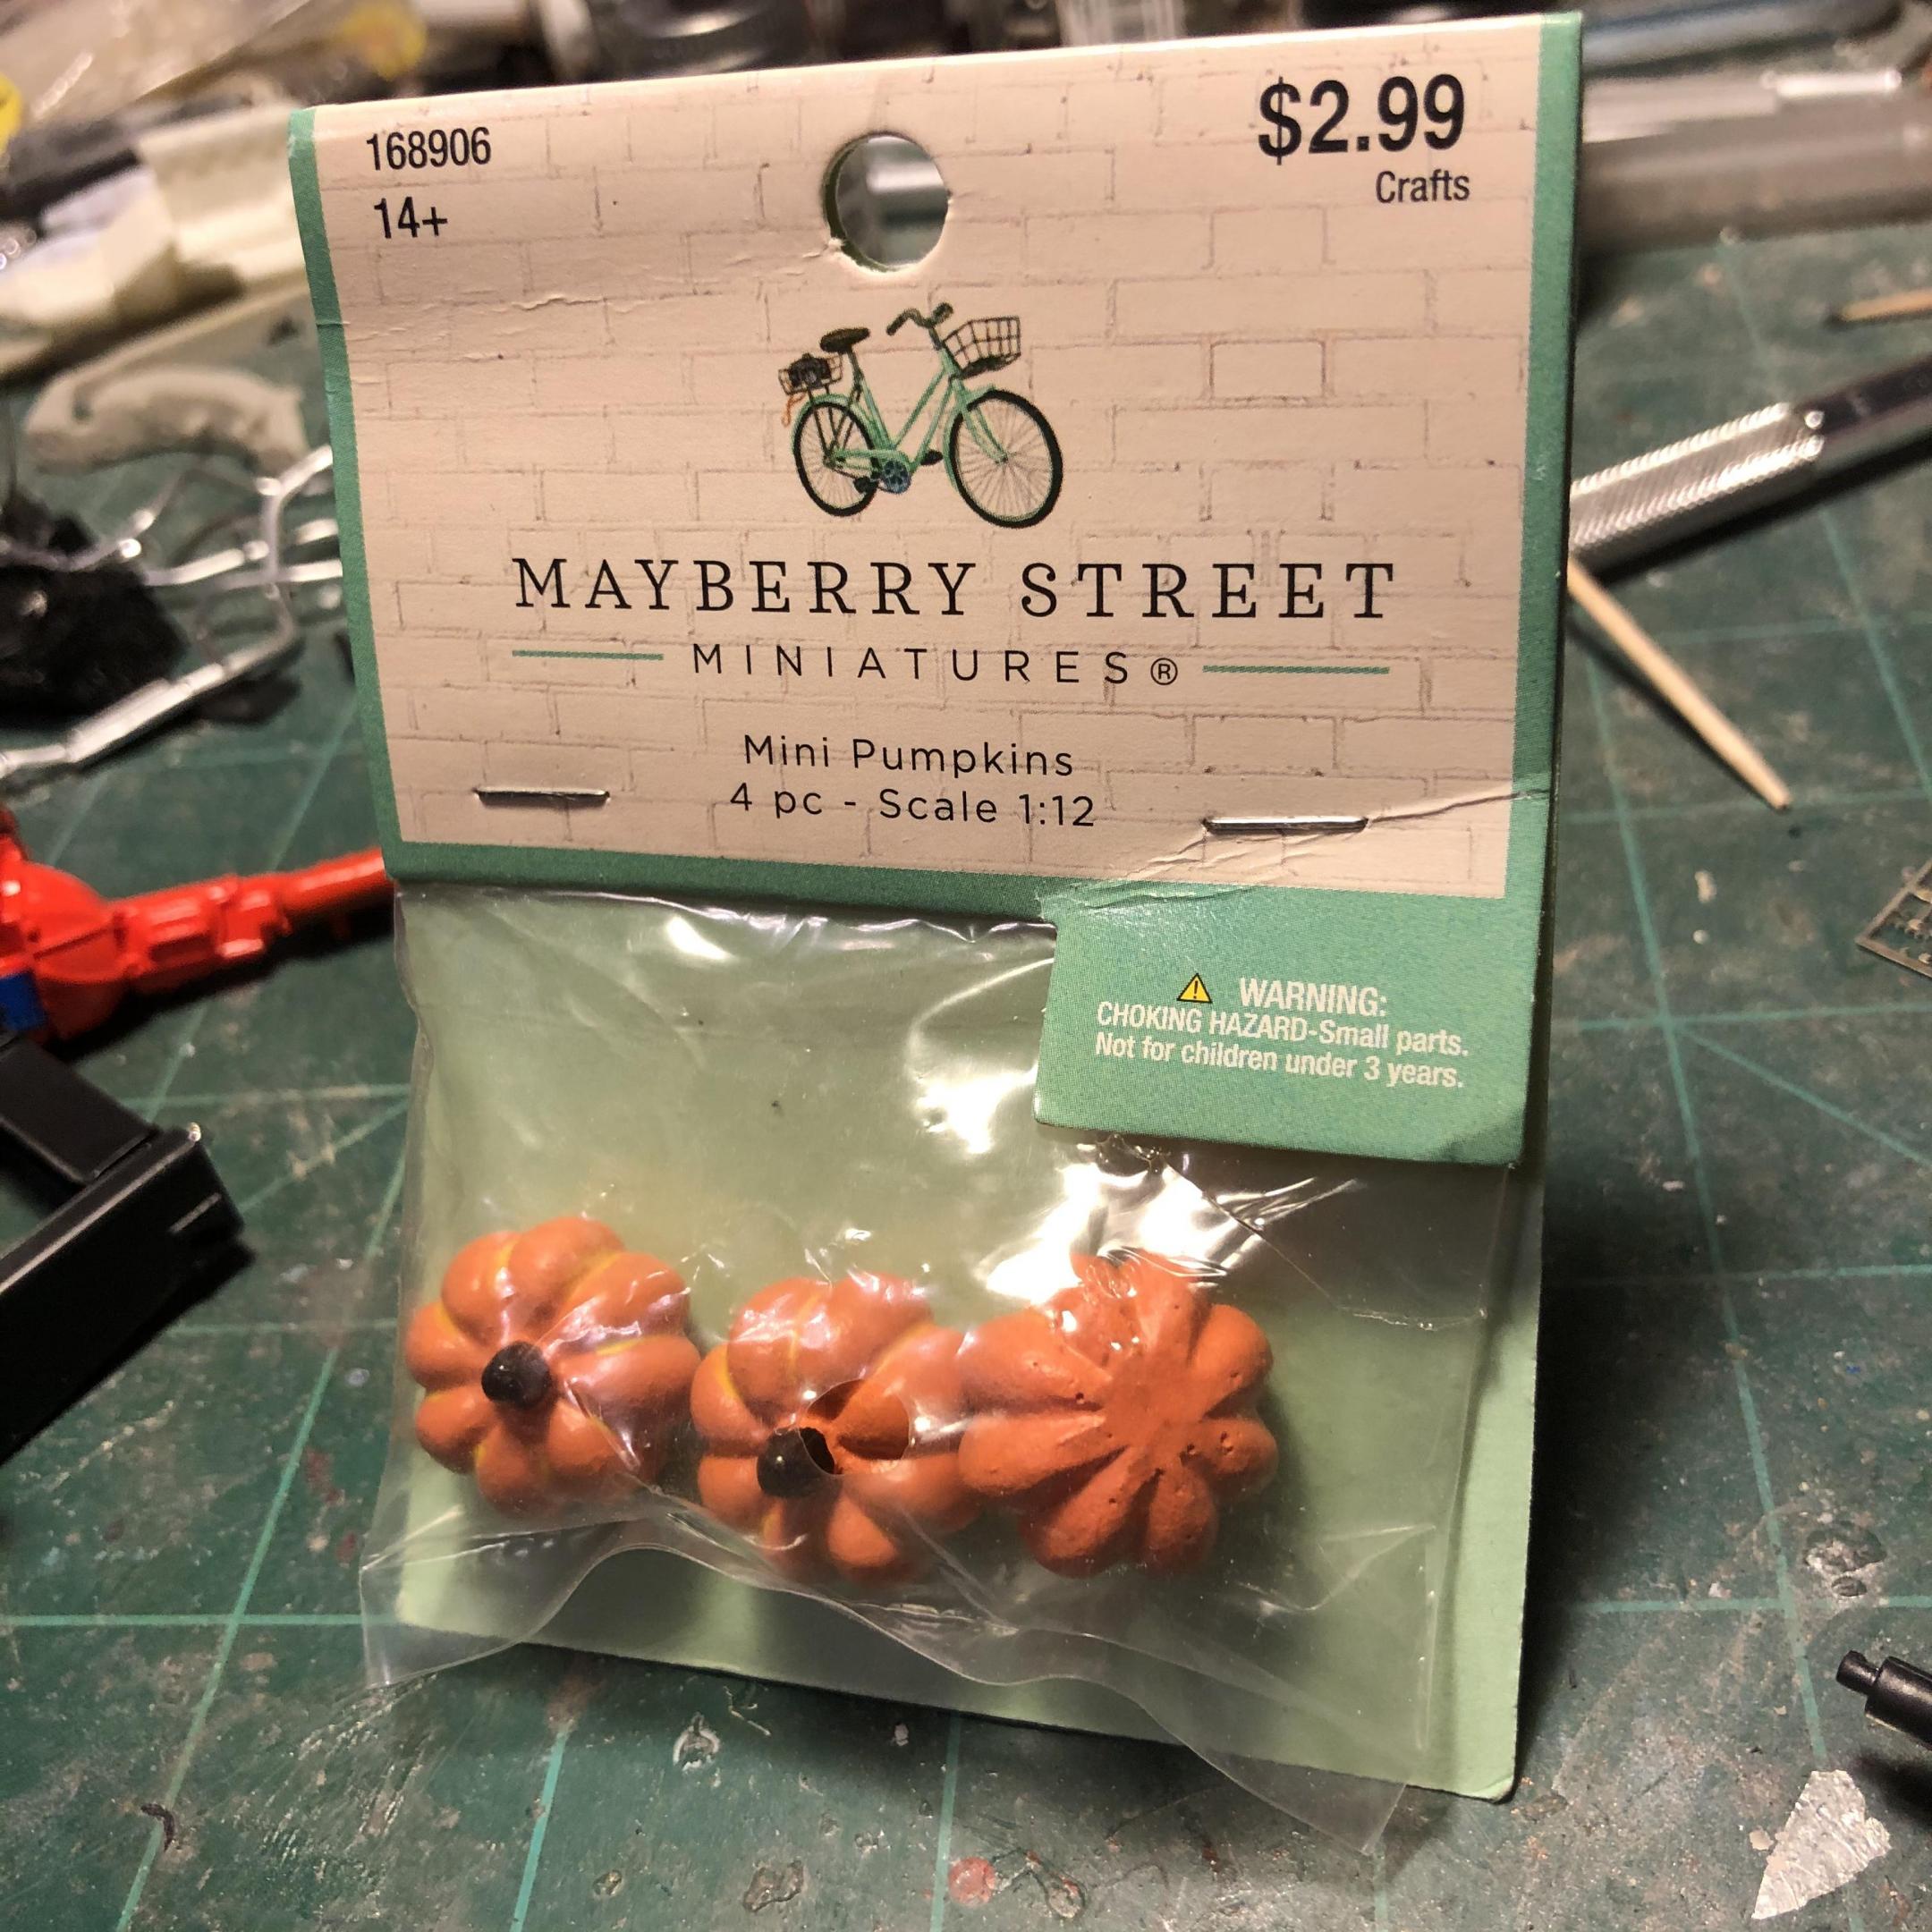 168906
14+
$2.99
Crafts
MAYBERRY STREET
MINIATURES®
Mini Pumpkins
4 pc - Scale 1:12
WARNING:
CHOKING HAZARD-Small parts.
Not for children under 3 years.